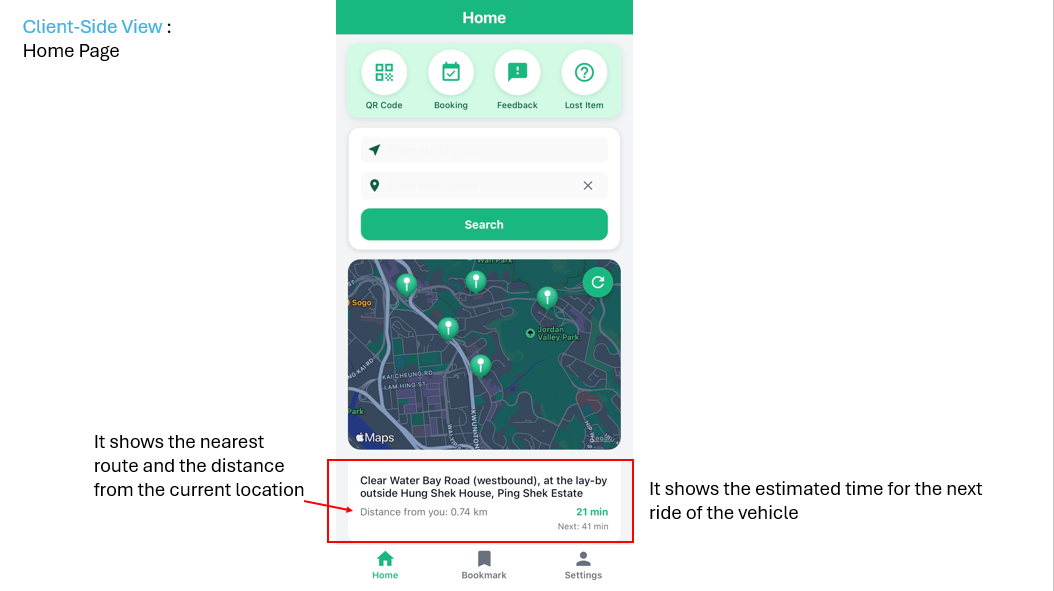 Client-Side View :
Home Page
Home
QR Code
Booking
Feedback
Lost Item
Search
Sogo
Jordan
Valley Park
KAI CHEUNG RD
LAM HING ST
Park
Maps
It shows the nearest
route and the distance
from the current location
Clear Water Bay Road (westbound), at the lay-by
outside Hung Shek House, Ping Shek Estate
Distance from you: 0.74 km
21 min
Next: 41 min
It shows the estimated time for the next
ride of the vehicle
Home
Bookmark
Settings